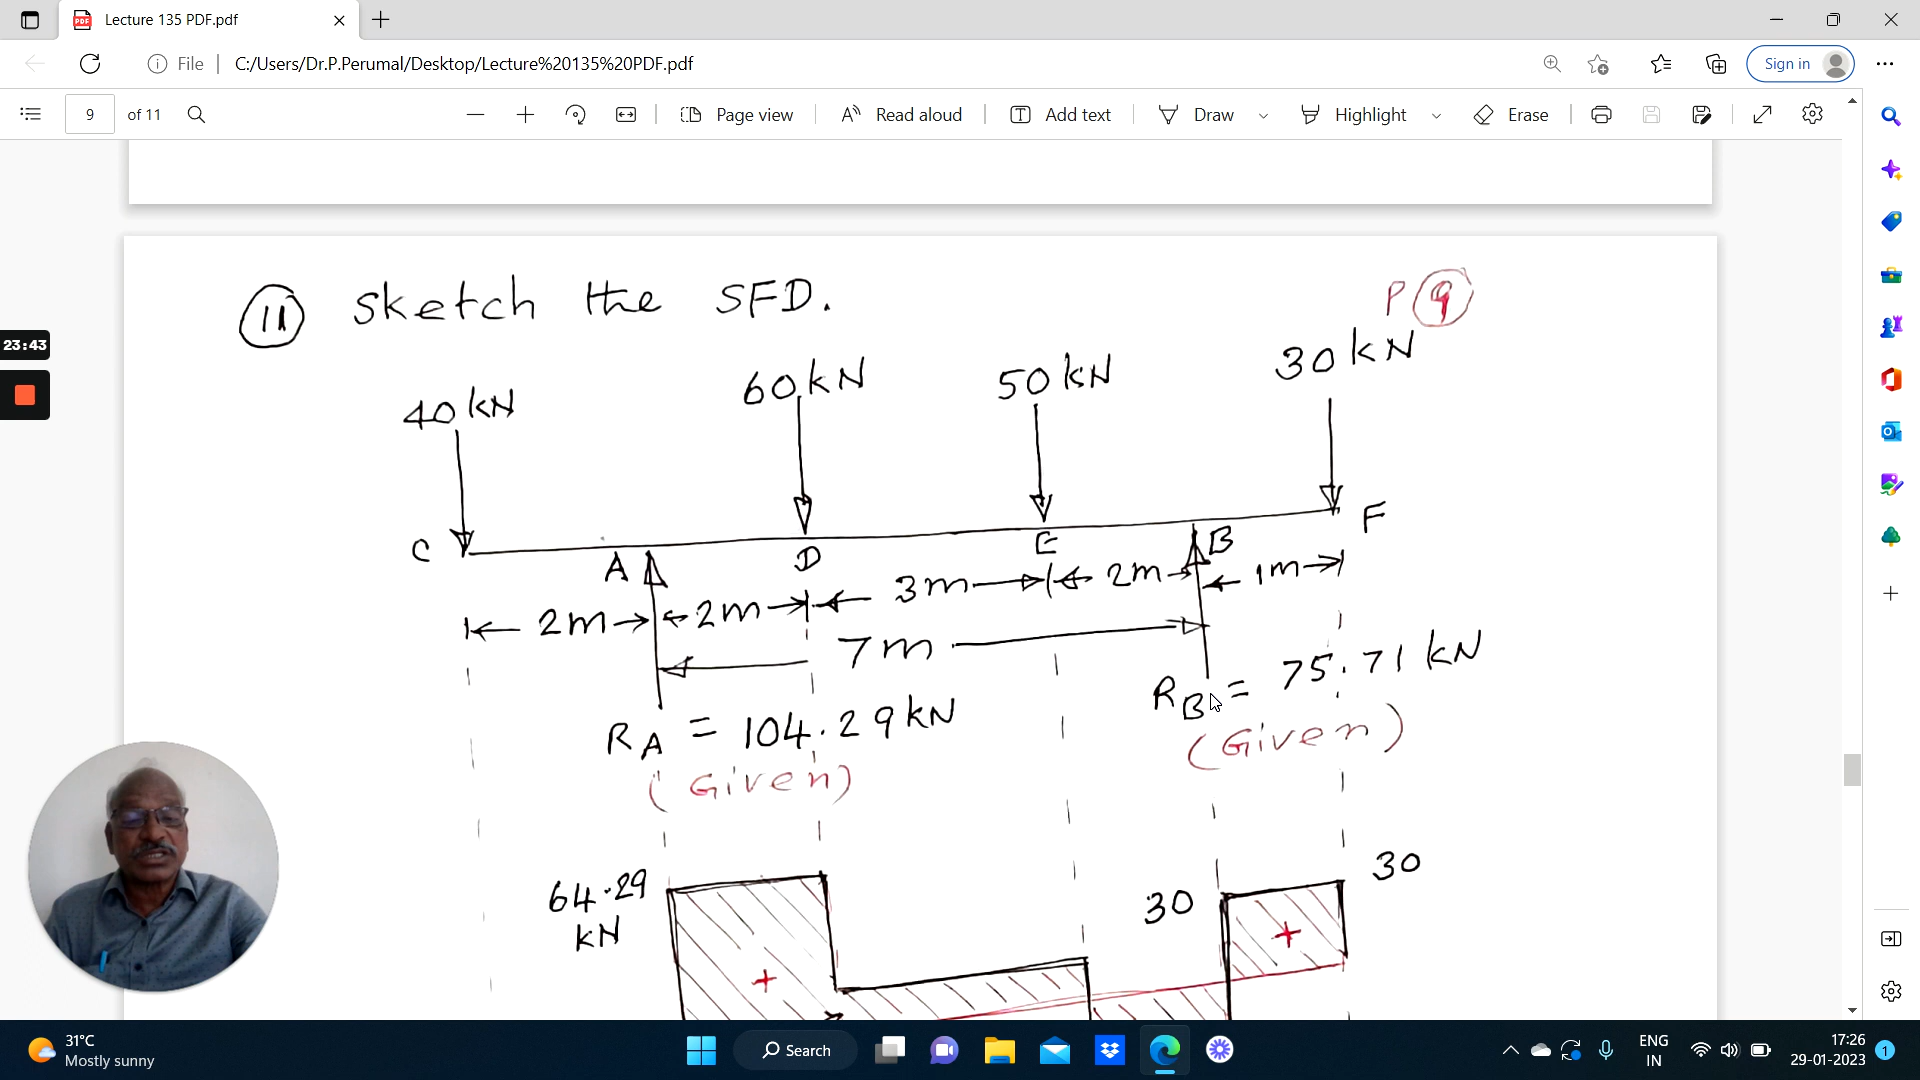 Lecture 135 PDF.pdf
File
C:/Users/Dr.P.Perumal/Desktop/Lecture%20135%20PDF.pdf
Sign in
9 of 11
Page view
Read aloud
Add text
Draw
Highlight
Erase
11 Sketch the SFD.
P 9
23:43
40 kN
60 kN
50 kN
30 kN
C
A
D
E
B
F
2m
2m
3m
2m
1m
7m
RA = 104.29 kN
(Given)
RB = 75.71 kN
(Given)
64.29
kN
30
30
+
+
31°C
Mostly sunny
Search
ENG
IN
17:26
29-01-2023
1